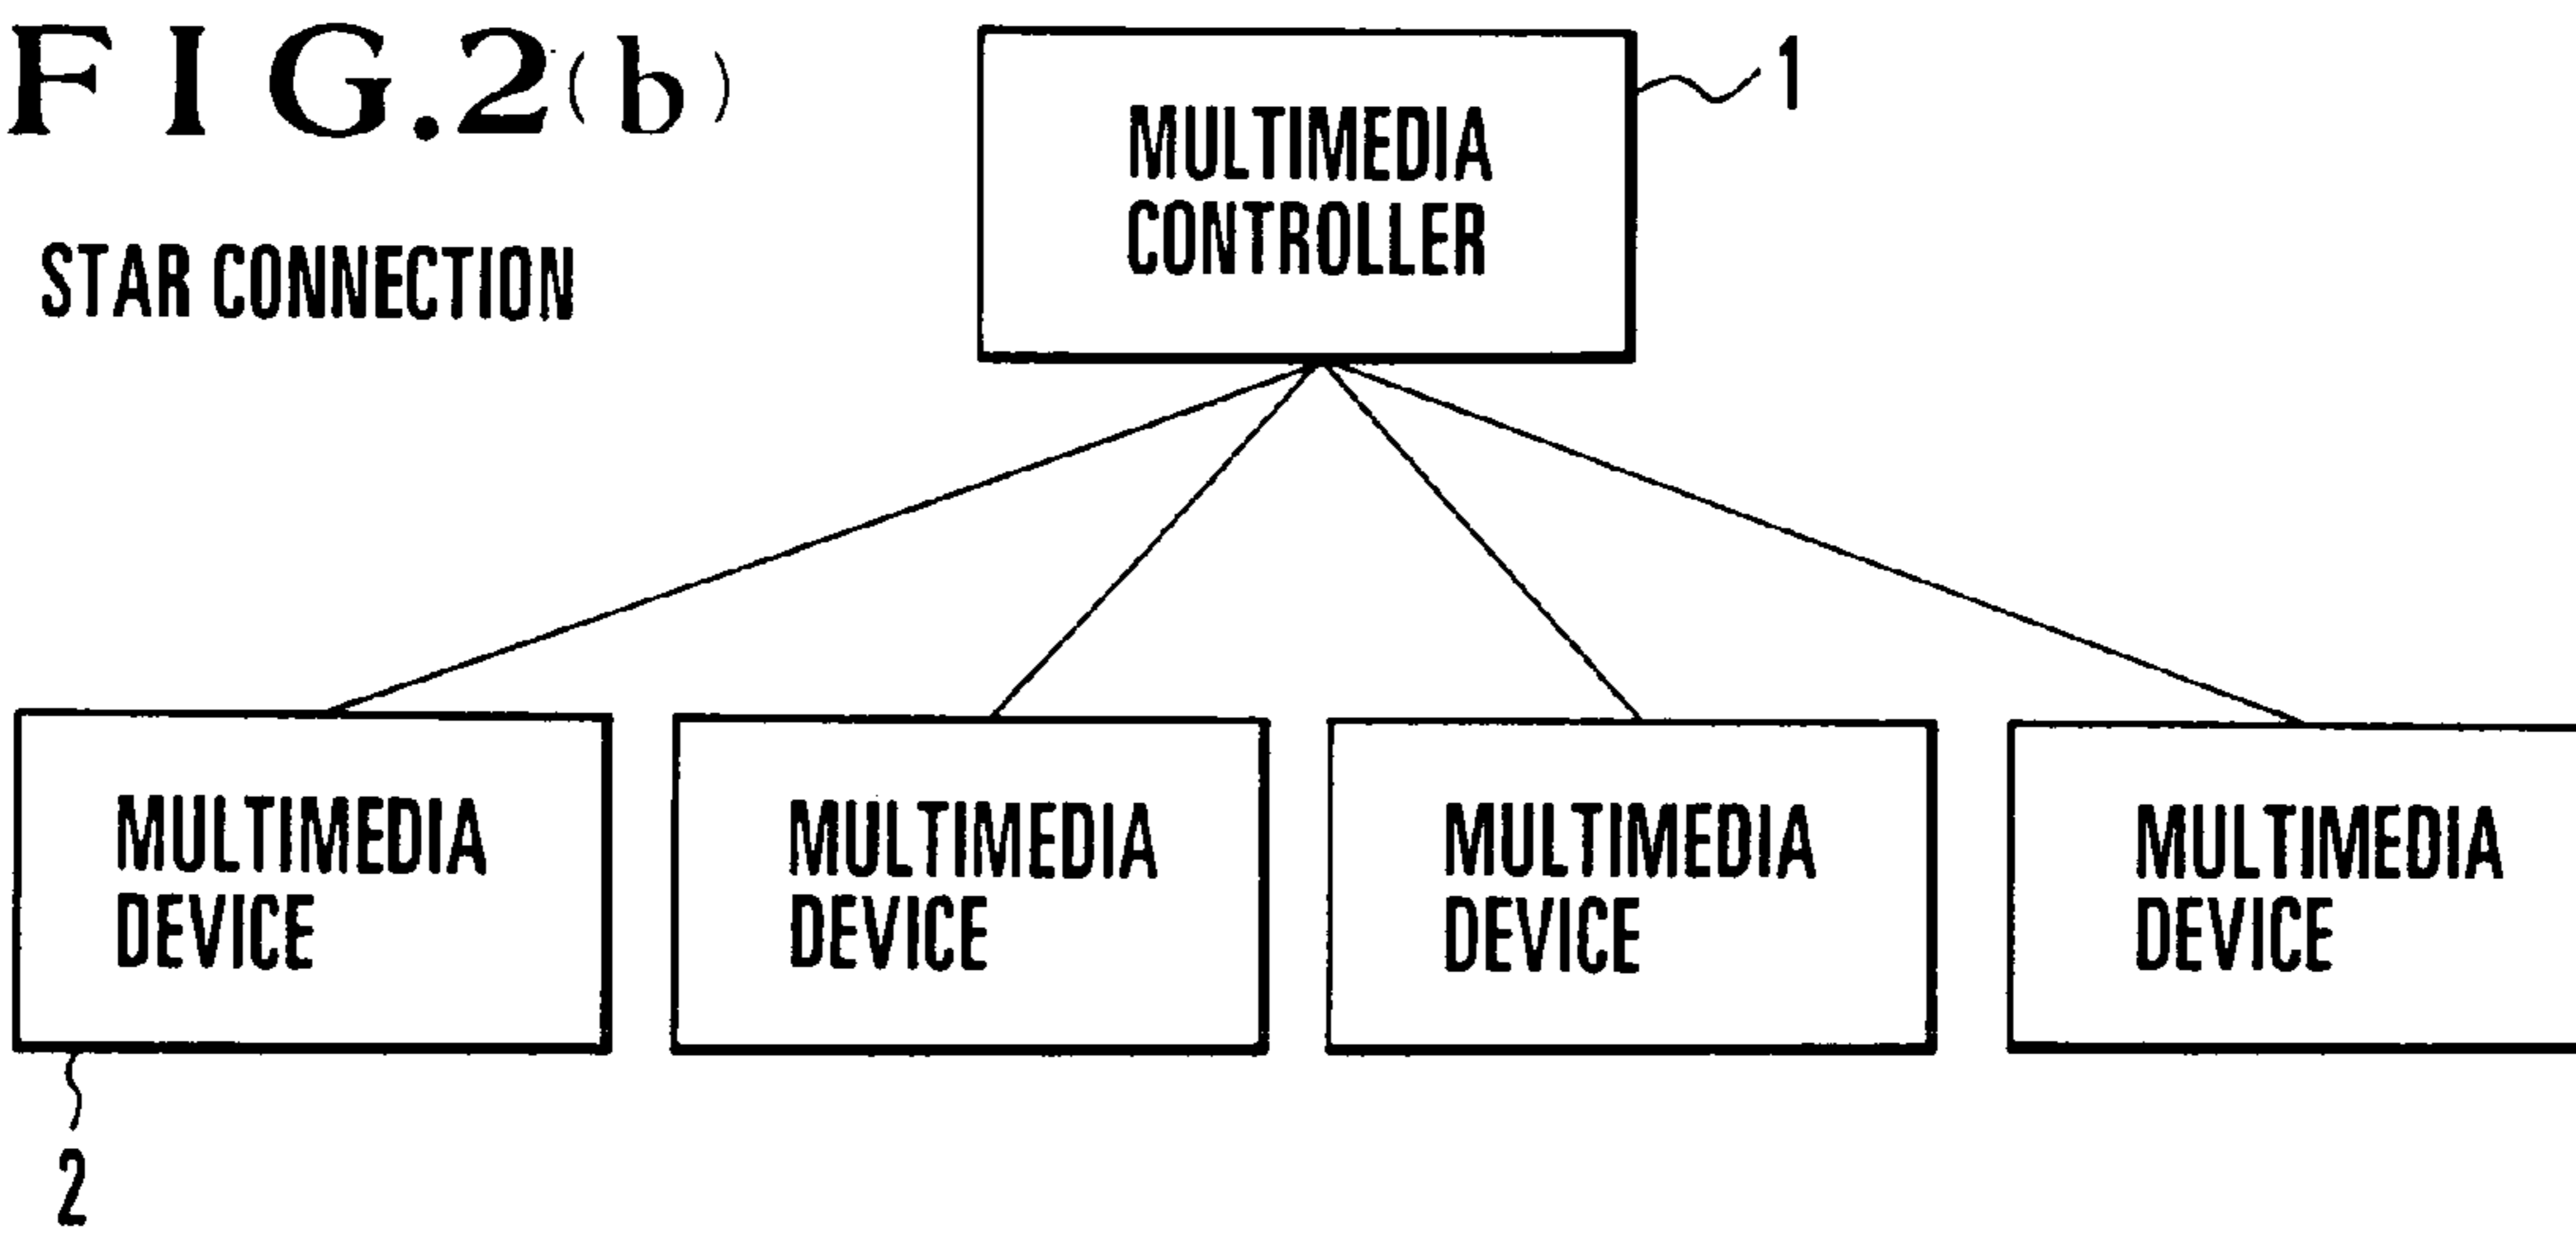 FIG.2(b)
STAR CONNECTION
MULTIMEDIA
CONTROLLER
1
MULTIMEDIA
DEVICE
MULTIMEDIA
DEVICE
MULTIMEDIA
DEVICE
MULTIMEDIA
DEVICE
2